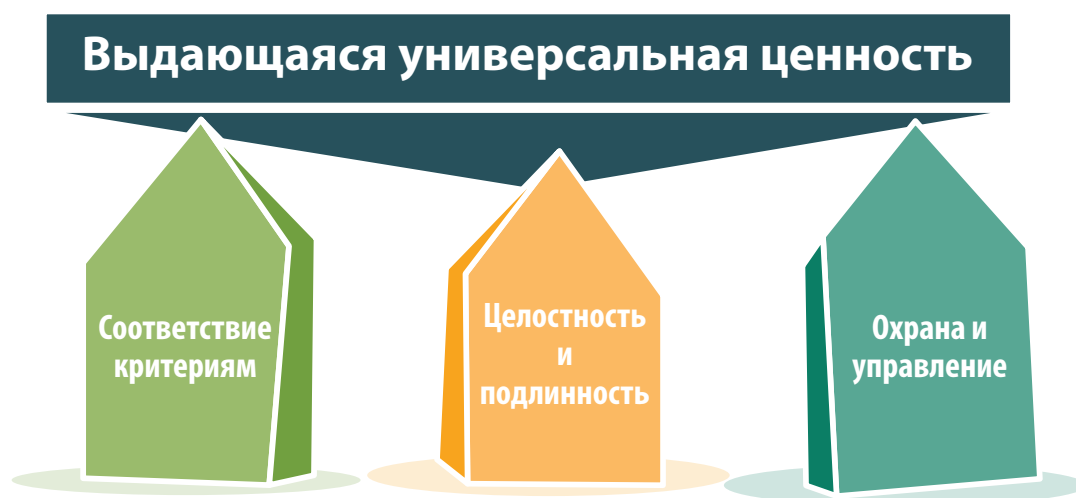 Выдающаяся универсальная ценность
Соответствие
критериям
Целостность
и
подлинность
Охрана и
управление